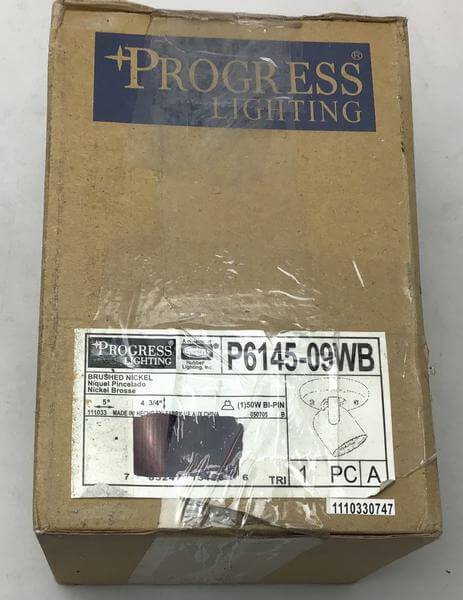 PROGRESS®
LIGHTING
PROGRESS
LIGHTING
Hubbell
Lighting, Inc.
P6145-09WB
BRUSHED NICKEL
Niquel Pincelado
Nickel Brosse
5" 4 3/4" (1)50W BI-PIN
111033 MADE IN CHINA 050705 B
7 6 TRI 1 PC A
1110330747